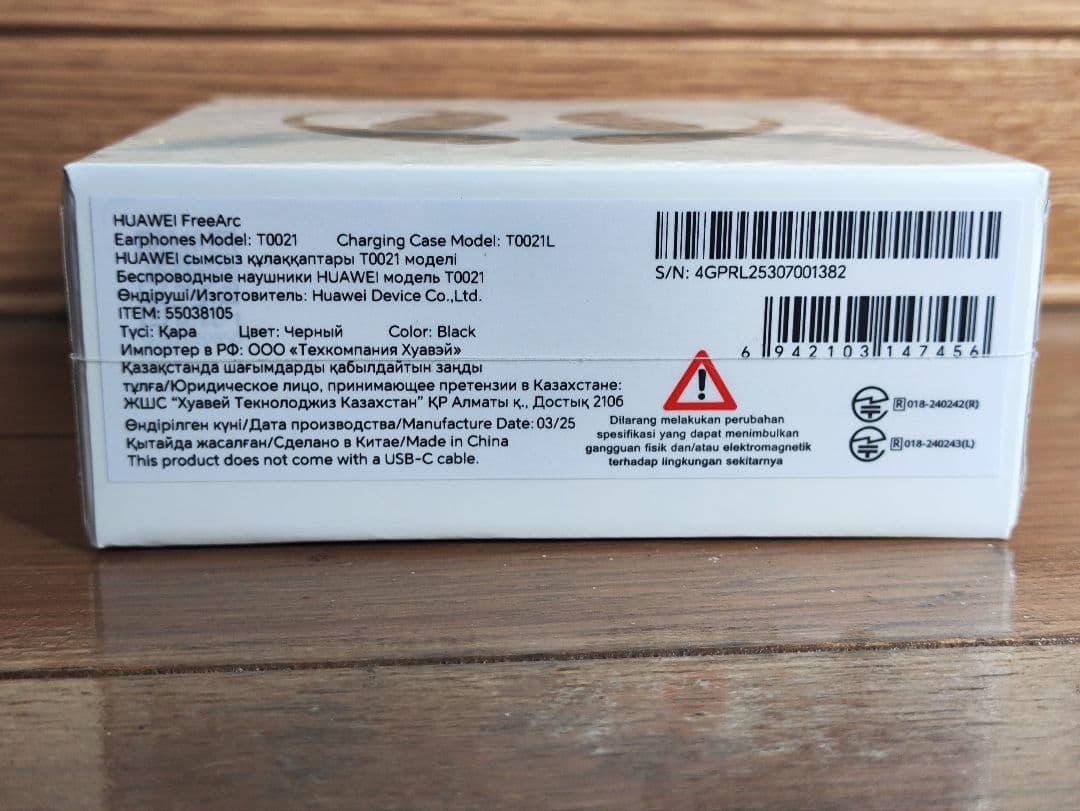 HUAWEI FreeArc
Earphones Model: T0021 Charging Case Model: T0021L
HUAWEI сымсыз құлаққаптары T0021 моделі
Беспроводные наушники HUAWEI модель T0021
Өндіруші/Изготовитель: Huawei Device Co.,Ltd.
ITEM: 55038105
Түсі: Қара Цвет: Черный Color: Black
Импортер в РФ: ООО «Техкомпания Хуавэй»
Қазақстанда шағымдарды қабылдайтын заңды
тұлға/Юридическое лицо, принимающее претензии в Казахстане:
ЖШС "Хуавей Текнолоджиз Казахстан" ҚР Алматы қ., Достық 210б
Өндірілген күні/Дата производства/Manufacture Date: 03/25
Қытайда жасалған/Сделано в Китае/Made in China
This product does not come with a USB-C cable.
S/N: 4GPRL25307001382
6 942103 147456
Dilarang melakukan perubahan
spesifikasi yang dapat menimbulkan
gangguan fisik dan/atau elektromagnetik
terhadap lingkungan sekitarnya
R 018-240242(R)
R 018-240243(L)